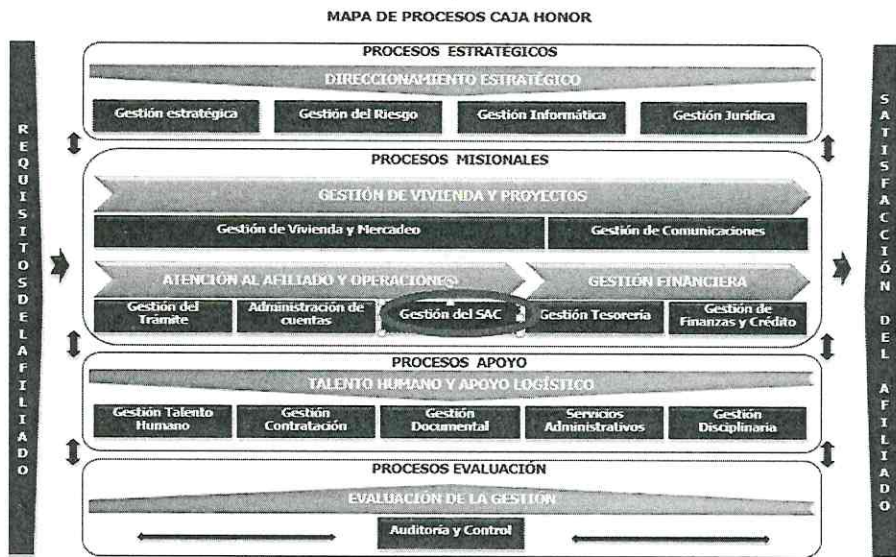 MAPA DE PROCESOS CAJA HONOR
REQUISITOS DEL AFILIADO
PROCESOS ESTRATÉGICOS
DIRECCIONAMIENTO ESTRATÉGICO
Gestión estratégica
Gestión del Riesgo
Gestión Informática
Gestión Jurídica
PROCESOS MISIONALES
GESTIÓN DE VIVIENDA Y PROYECTOS
Gestión de Vivienda y Mercadeo
Gestión de Comunicaciones
ATENCIÓN AL AFILIADO Y OPERACIONES
GESTIÓN FINANCIERA
Gestión del
Trámite
Administración de
cuentas
Gestión del SAC
Gestión Tesorería
Gestión de
Finanzas y Crédito
PROCESOS APOYO
TALENTO HUMANO Y APOYO LOGÍSTICO
Gestión Talento
Humano
Gestión
Contratación
Gestión
Documental
Servicios
Administrativos
Gestión
Disciplinaria
PROCESOS EVALUACIÓN
EVALUACIÓN DE LA GESTIÓN
Auditoría y Control
SATISFACCIÓN DEL AFILIADO